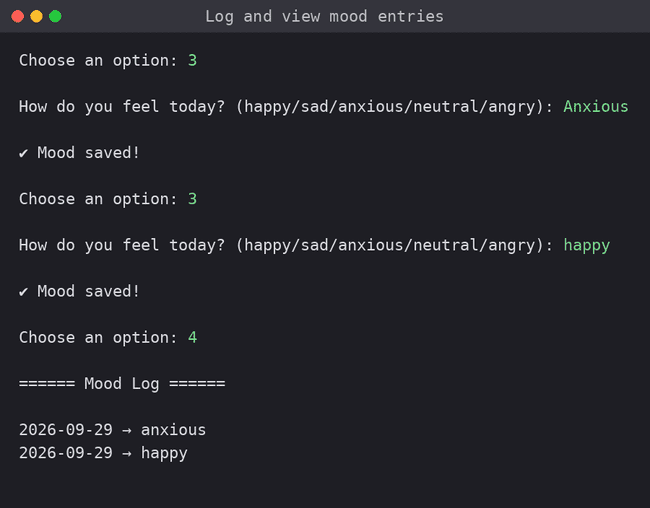 Log and view mood entries
Choose an option: 3
How do you feel today? (happy/sad/anxious/neutral/angry): Anxious
✔ Mood saved!
Choose an option: 3
How do you feel today? (happy/sad/anxious/neutral/angry): happy
✔ Mood saved!
Choose an option: 4
====== Mood Log ======
2026-09-29 → anxious
2026-09-29 → happy